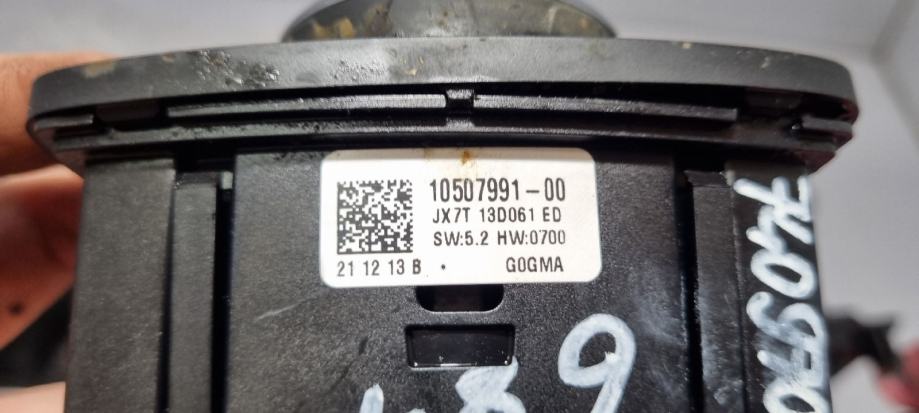 10507991-00
JX7T 13D061 ED
SW:5.2 HW:0700
21 12 13 B . G0GMA